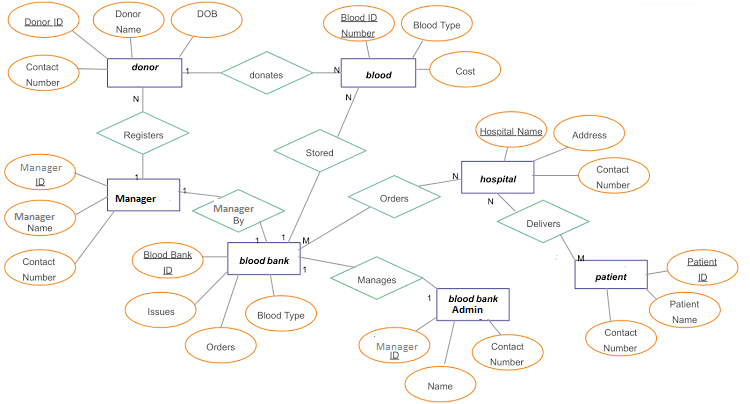 Donor ID
Donor
Name
DOB
Blood ID
Number
Blood Type
Contact
Number
donor
1
donates
N
blood
Cost
N
N
Registers
Stored
Hospital Name
Address
Manager
ID
1
Manager
1
N
hospital
Contact
Number
Manager
Name
Manager
By
Orders
N
Delivers
Contact
Number
Blood Bank
ID
1
1
M
blood bank
1
Manages
M
patient
Patient
ID
Issues
Blood Type
1
blood bank
Admin
Patient
Name
Orders
Manager
ID
Contact
Number
Contact
Number
Name